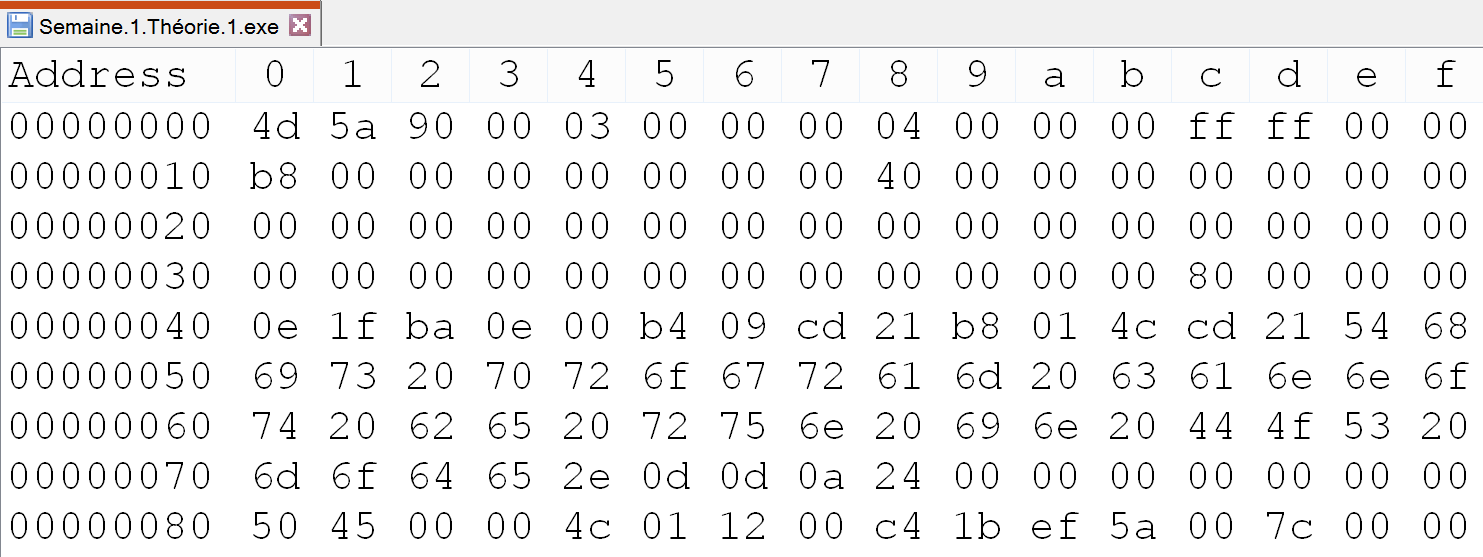 Semaine.1.Théorie.1.exe
Address 0 1 2 3 4 5 6 7 8 9 a b c d e f
00000000 4d 5a 90 00 03 00 00 00 04 00 00 00 ff ff 00 00
00000010 b8 00 00 00 00 00 00 00 40 00 00 00 00 00 00 00
00000020 00 00 00 00 00 00 00 00 00 00 00 00 00 00 00 00
00000030 00 00 00 00 00 00 00 00 00 00 00 00 80 00 00 00
00000040 0e 1f ba 0e 00 b4 09 cd 21 b8 01 4c cd 21 54 68
00000050 69 73 20 70 72 6f 67 72 61 6d 20 63 61 6e 6e 6f
00000060 74 20 62 65 20 72 75 6e 20 69 6e 20 44 4f 53 20
00000070 6d 6f 64 65 2e 0d 0d 0a 24 00 00 00 00 00 00 00
00000080 50 45 00 00 4c 01 12 00 c4 1b ef 5a 00 7c 00 00